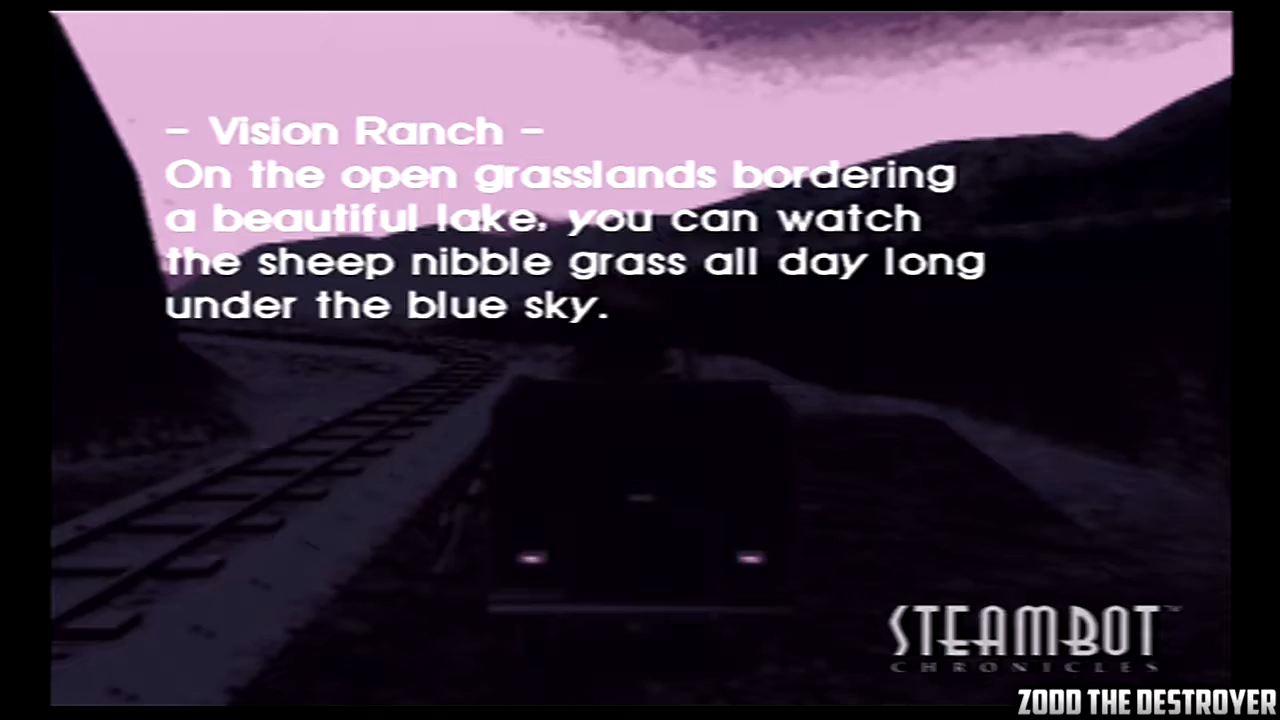 - Vision Ranch -
On the open grasslands bordering
a beautiful lake, you can watch
the sheep nibble grass all day long
under the blue sky.
STEAMBOT™
CHRONICLES
ZODD THE DESTROYER